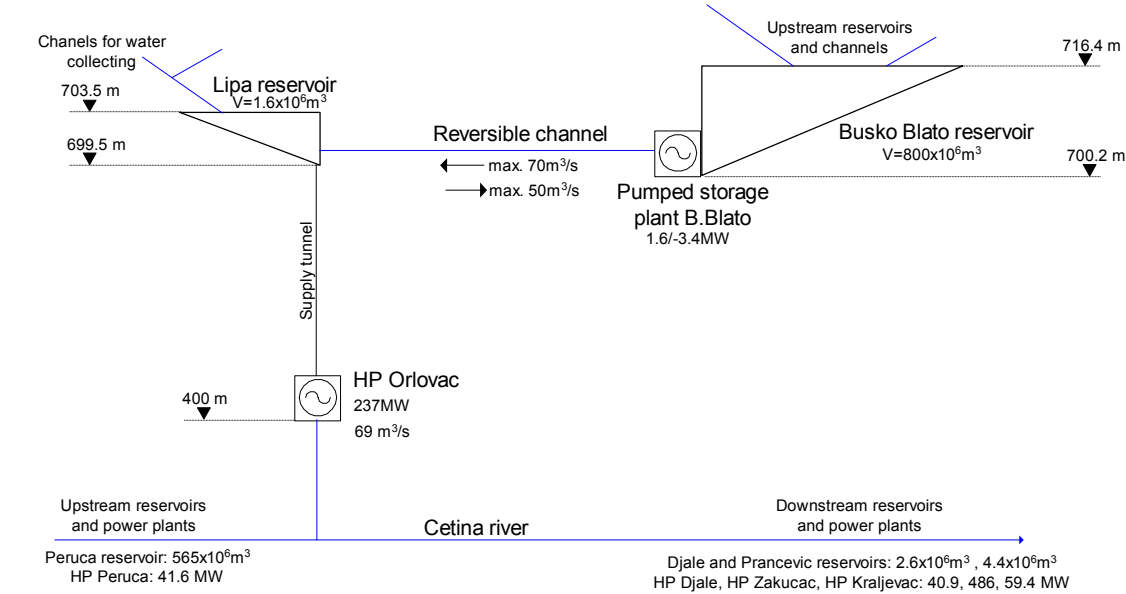 Chanels for water
collecting
703.5 m
Lipa reservoir
V=1.6x10⁶m³
699.5 m
Upstream reservoirs
and channels
716.4 m
Reversible channel
max. 70m³/s
max. 50m³/s
Busko Blato reservoir
V=800x10⁶m³
700.2 m
Pumped storage
plant B.Blato
1.6/-3.4MW
Supply tunnel
HP Orlovac
237MW
69 m³/s
400 m
Upstream reservoirs
and power plants
Cetina river
Downstream reservoirs
and power plants
Peruca reservoir: 565x10⁶m³
HP Peruca: 41.6 MW
Djale and Prancevic reservoirs: 2.6x10⁶m³ , 4.4x10⁶m³
HP Djale, HP Zakucac, HP Kraljevac: 40.9, 486, 59.4 MW